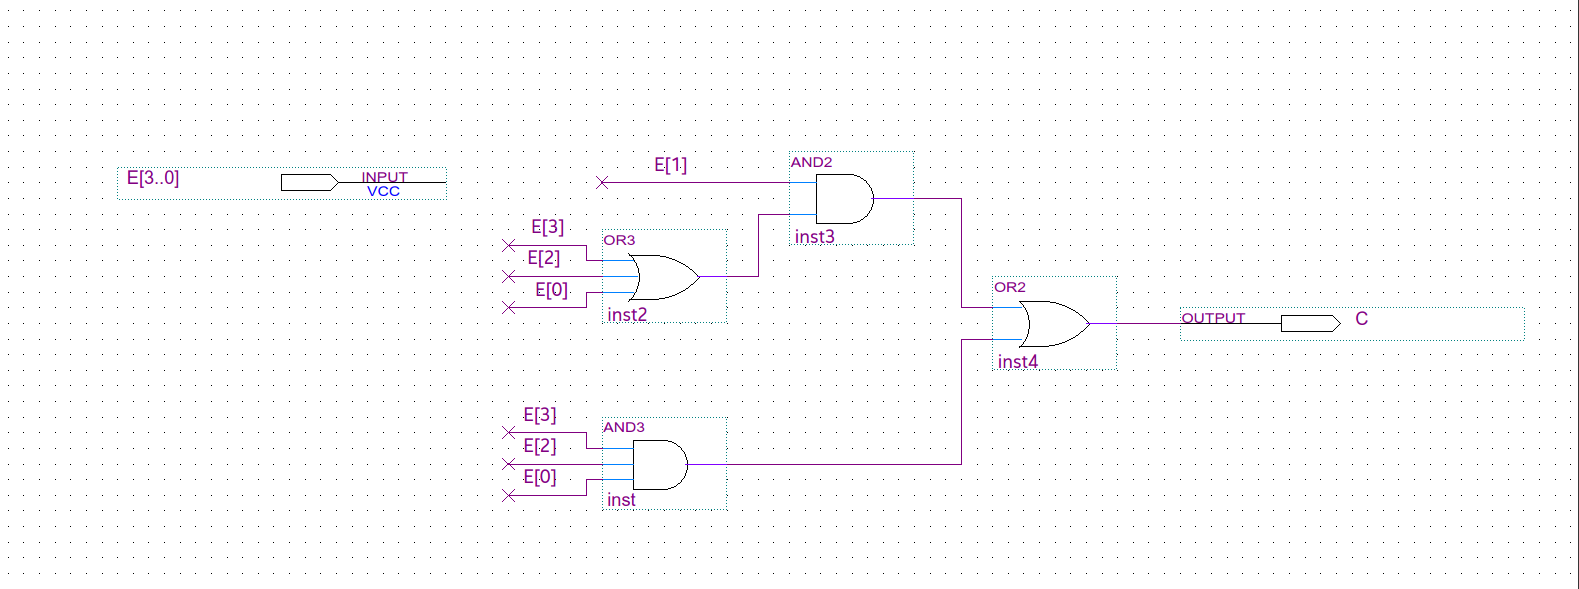 E[3..0]
INPUT
VCC
E[1]
AND2
inst3
E[3]
E[2]
E[0]
OR3
inst2
OR2
inst4
OUTPUT
C
E[3]
E[2]
E[0]
AND3
inst